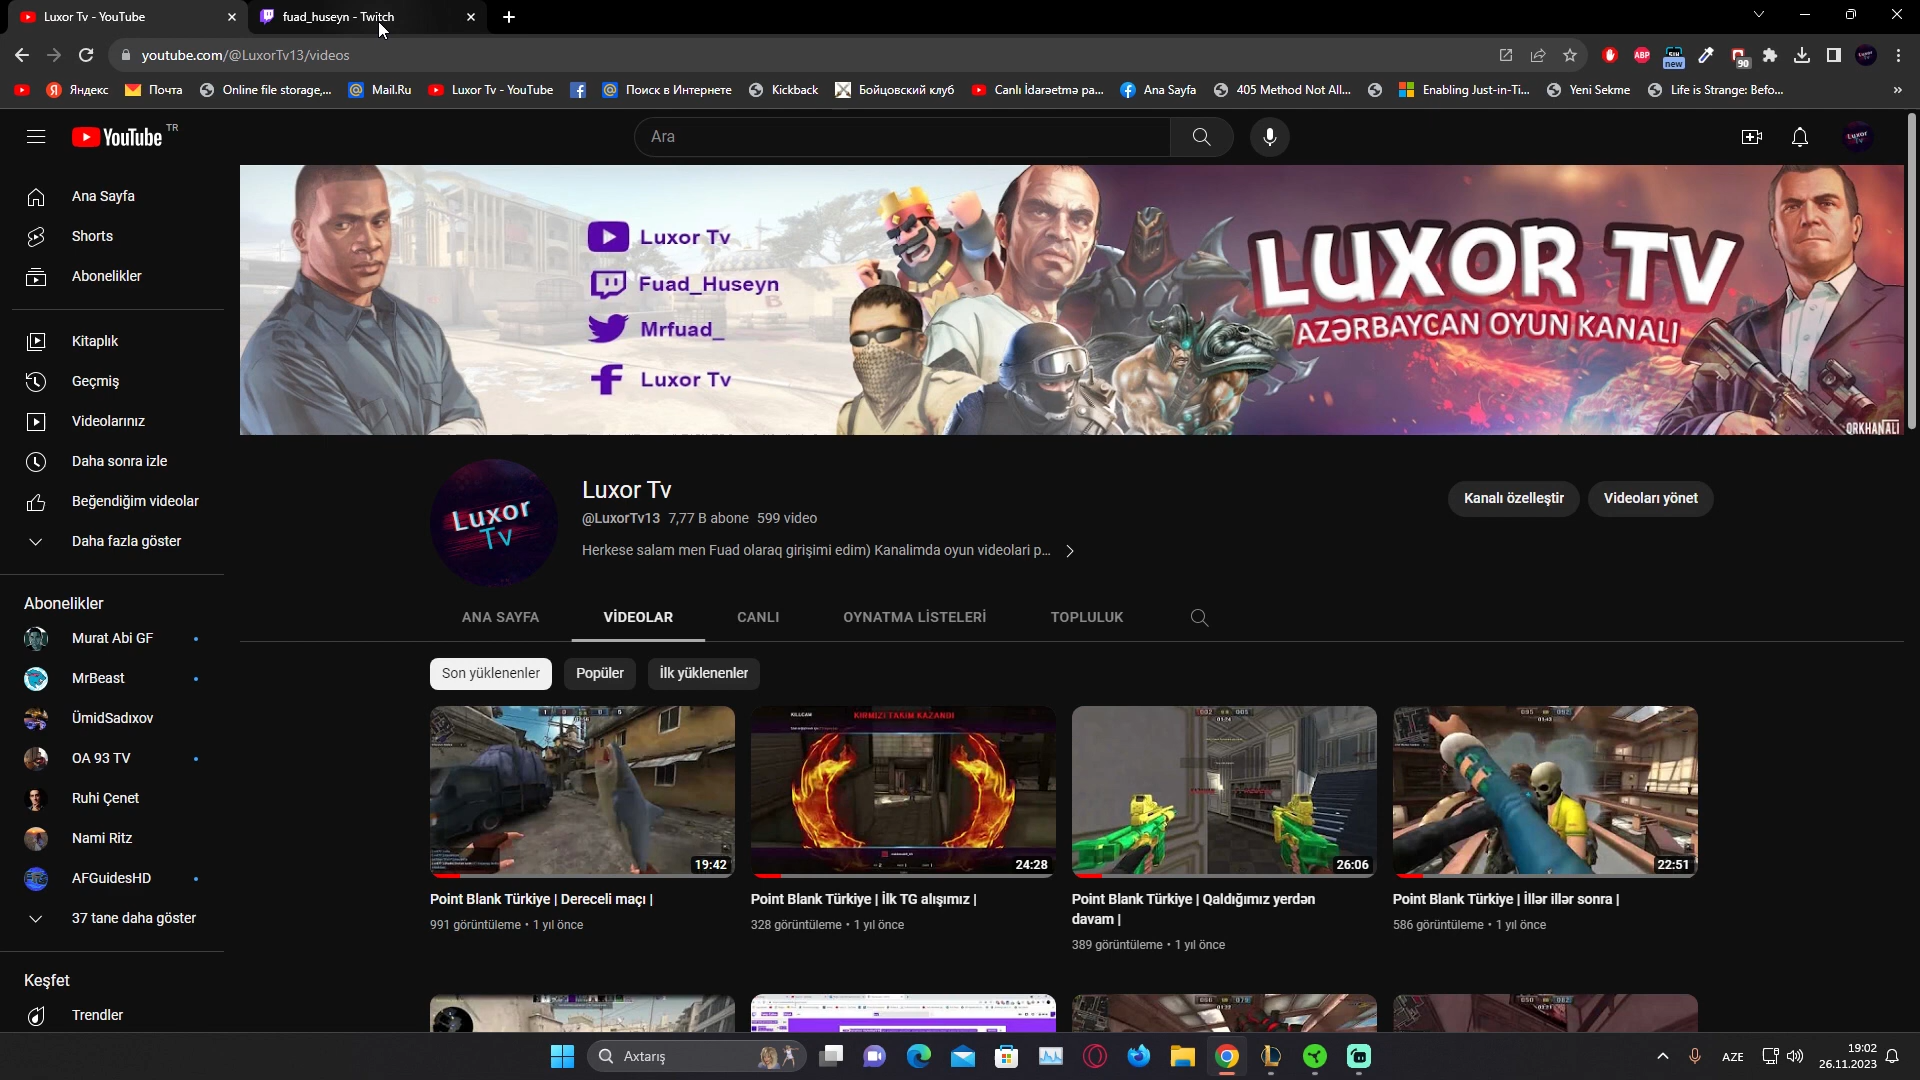 Luxor Tv - YouTube
fuad_huseyn - Twitch
youtube.com/@LuxorTv13/videos
ABP
new
90
Яндекс
Почта
Online file storage,...
Mail.Ru
Luxor Tv - YouTube
Поиск в Интернете
Kickback
Бойцовский клуб
Canlı İdarəetmə pa...
Ana Sayfa
405 Method Not All...
Enabling Just-in-Ti...
Yeni Sekme
Life is Strange: Befo...
YouTube TR
Ara
Ana Sayfa
Shorts
Abonelikler
Kitaplık
Geçmiş
Videolarınız
Daha sonra izle
Beğendiğim videolar
Daha fazla göster
Abonelikler
Murat Abi GF
MrBeast
ÜmidSadıxov
OA 93 TV
Ruhi Çenet
Nami Ritz
AFGuidesHD
37 tane daha göster
Keşfet
Trendler
Luxor Tv
Fuad_Huseyn
Mrfuad_
Luxor Tv
LUXOR TV
AZƏRBAYCAN OYUN KANALI
ORKHANALI
Luxor
Tv
Luxor Tv
@LuxorTv13 7,77 B abone 599 video
Herkese salam men Fuad olaraq girişimi edim) Kanalimda oyun videolari p...
Kanalı özelleştir
Videoları yönet
ANA SAYFA
VİDEOLAR
CANLI
OYNATMA LİSTELERİ
TOPLULUK
Son yüklenenler
Popüler
İlk yüklenenler
19:42
KIRMIZI TAKIM KAZANDI
24:28
26:06
22:51
Point Blank Türkiye | Dereceli maçı |
991 görüntüleme • 1 yıl önce
Point Blank Türkiye | İlk TG alışımız |
328 görüntüleme • 1 yıl önce
Point Blank Türkiye | Qaldığımız yerdən
davam |
389 görüntüleme • 1 yıl önce
Point Blank Türkiye | İllər illər sonra |
586 görüntüleme • 1 yıl önce
Axtarış
AZE
19:02
26.11.2023